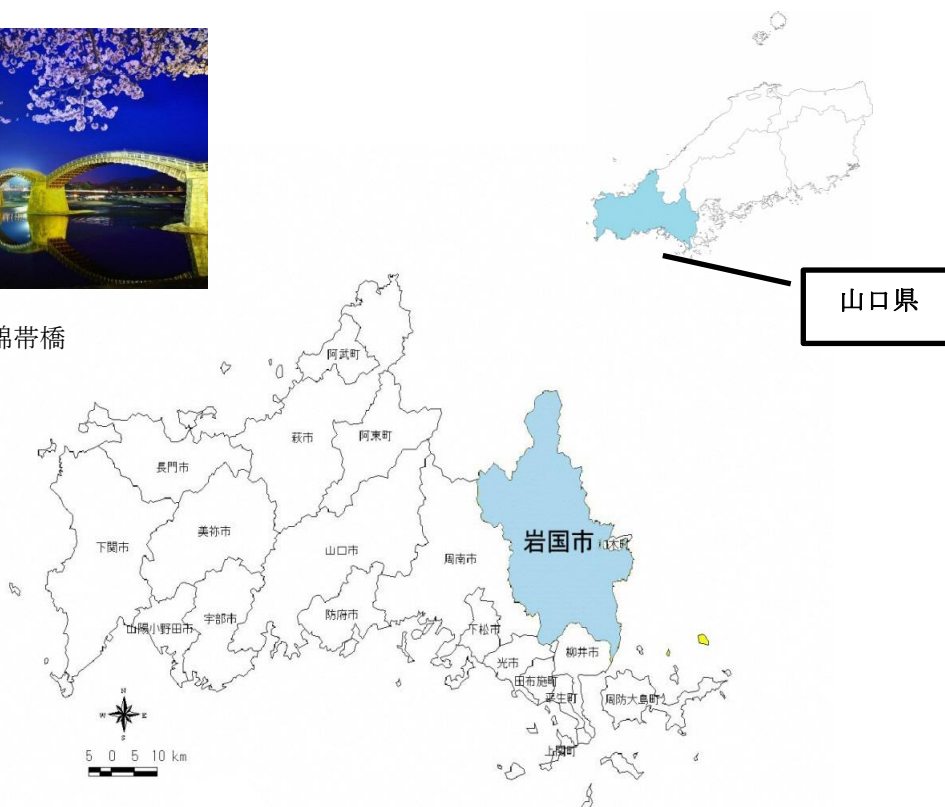 山口県
錦帯橋
阿武町
萩市
阿東町
長門市
美祢市
下関市
山口市
周南市
岩国市
和木町
防府市
宇部市
山陽小野田市
下松市
光市
柳井市
田布施町
平生町
周防大島町
上関町
N
W E
S
5 0 5 10 km